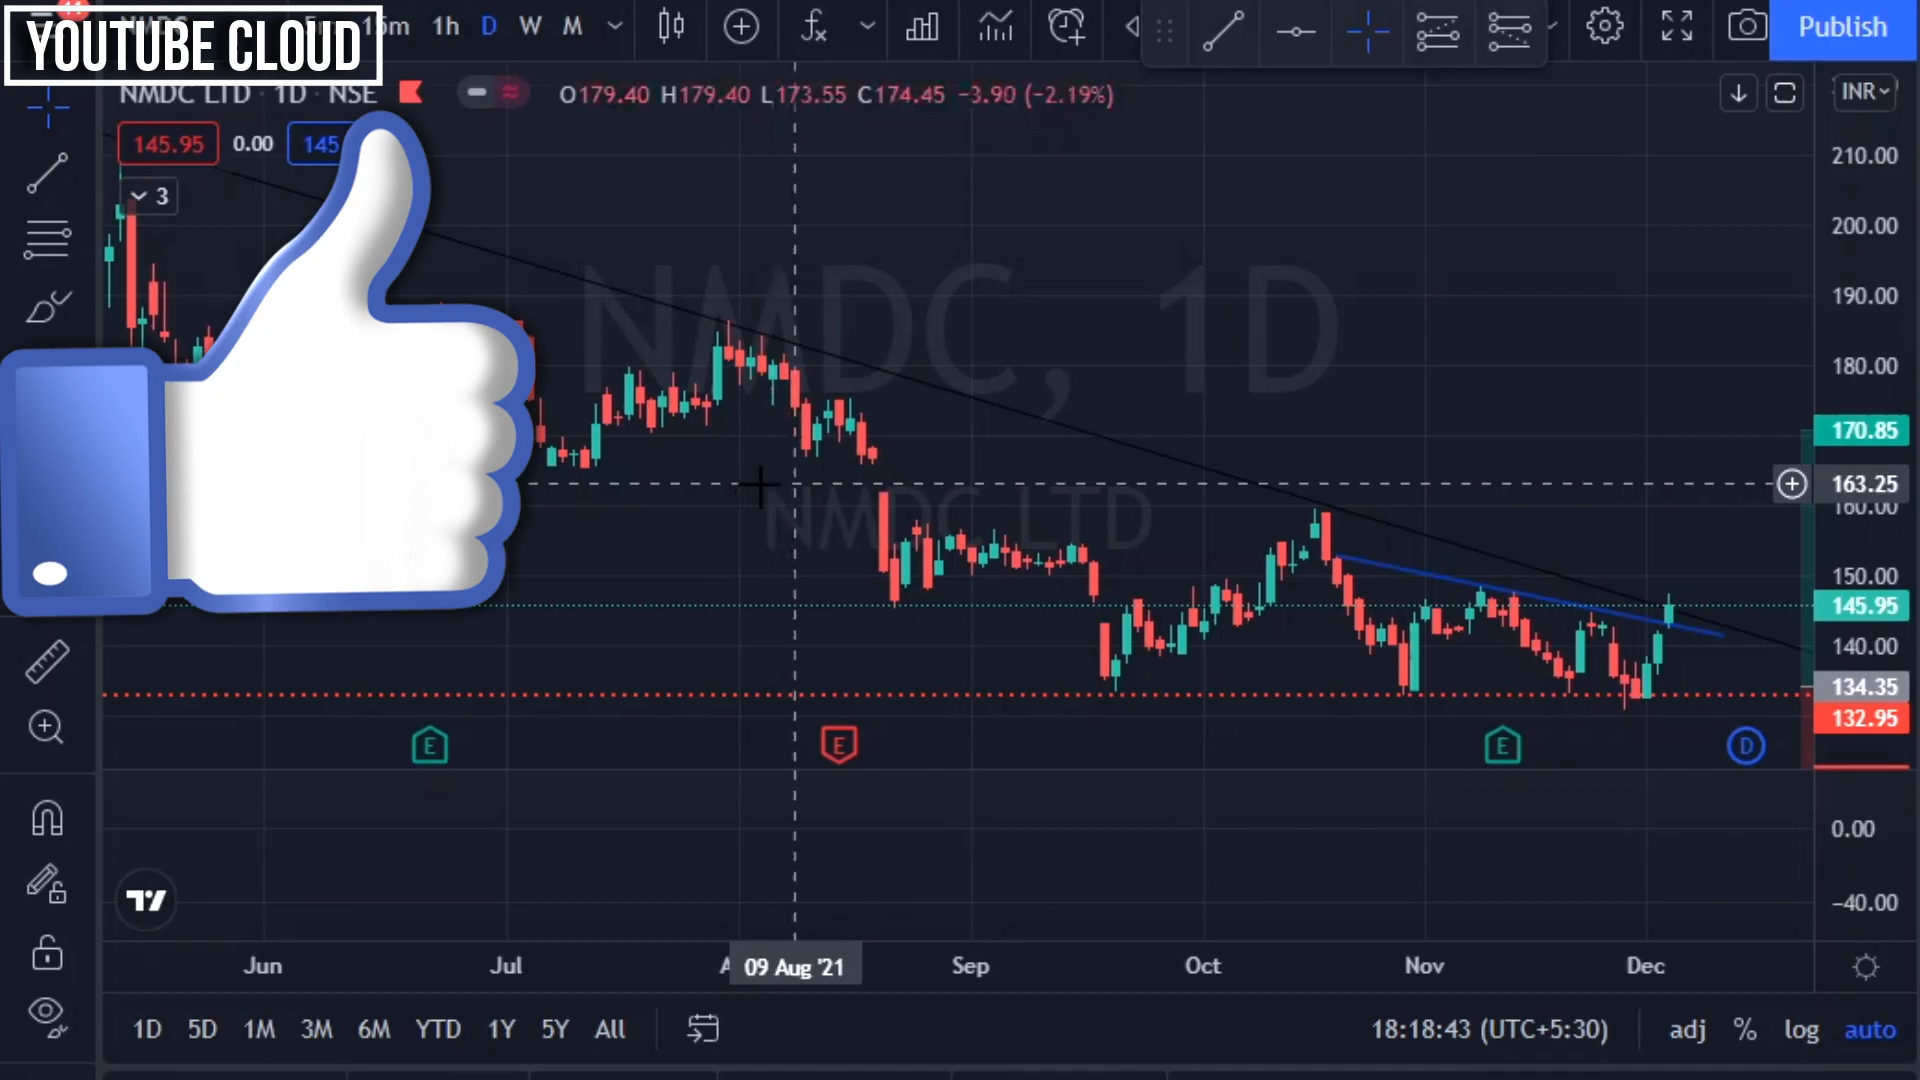 YOUTUBE CLOUD
15m 1h D W M
Publish
NMDC LTD · 1D · NSE
O179.40 H179.40 L173.55 C174.45 −3.90 (−2.19%)
INR
145.95 0.00 145
3
NMDC, 1D
NMDC LTD
210.00
200.00
190.00
180.00
170.85
163.25
160.00
150.00
145.95
140.00
134.35
132.95
E E E D
0.00
−40.00
Jun Jul A 09 Aug '21 Sep Oct Nov Dec
1D 5D 1M 3M 6M YTD 1Y 5Y All
18:18:43 (UTC+5:30) adj % log auto